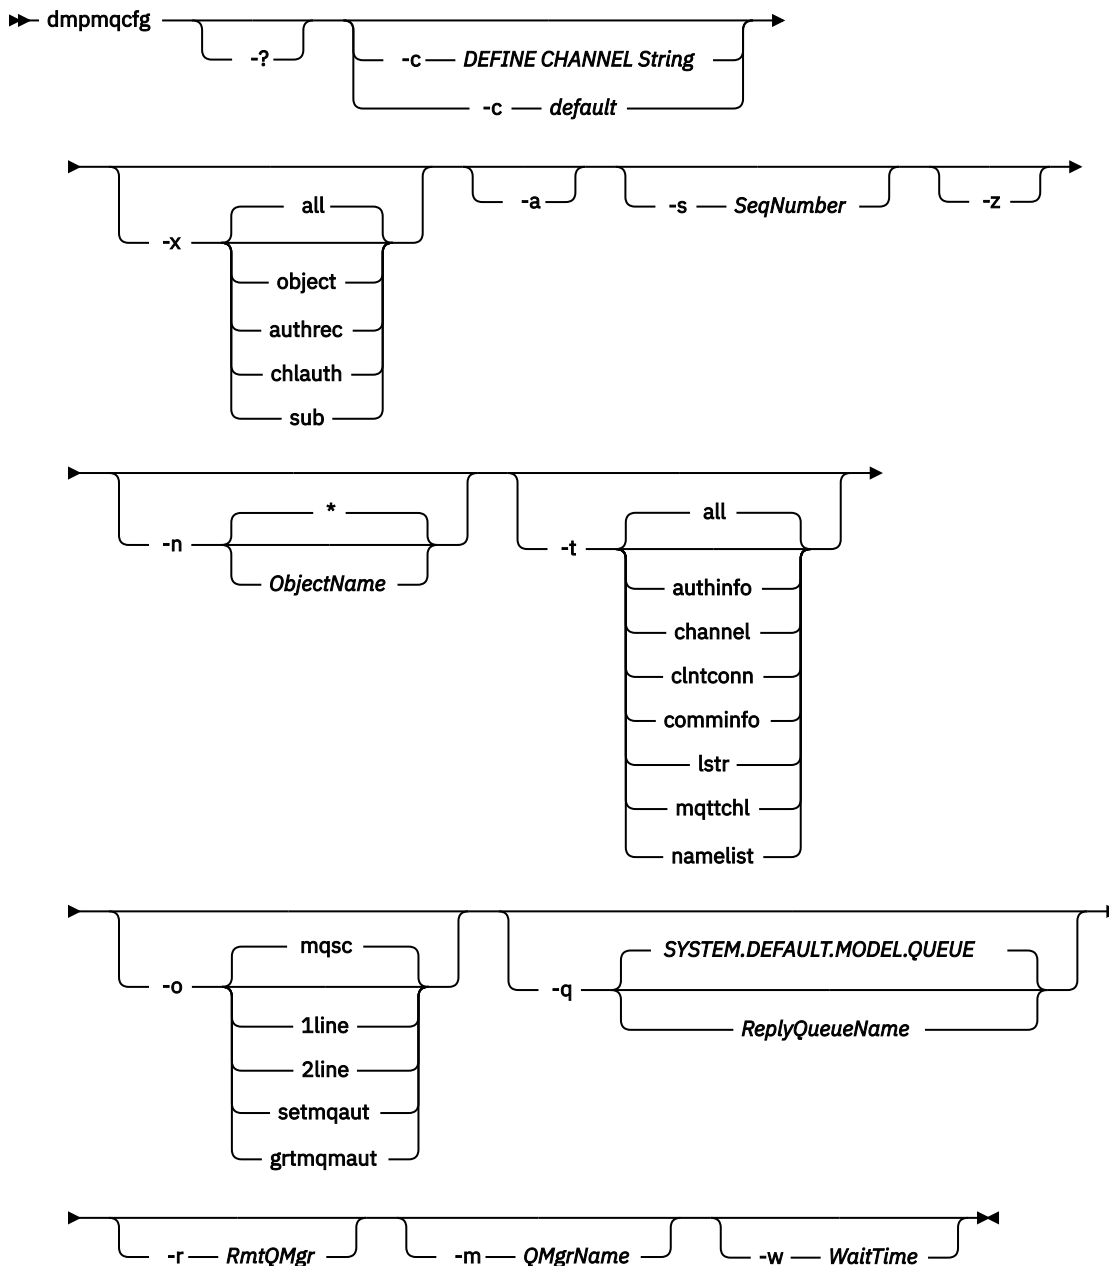 dmpmqcfg
-?
-c DEFINE CHANNEL String
-c default
all
-x
object
authrec
chlauth
sub
-a
-s SeqNumber
-z
*
-n
ObjectName
all
-t
authinfo
channel
clntconn
comminfo
lstr
mqttchl
namelist
mqsc
-o
1line
2line
setmqaut
grtmqmaut
SYSTEM.DEFAULT.MODEL.QUEUE
-q
ReplyQueueName
-r RmtQMgr
-m QMgrName
-w WaitTime